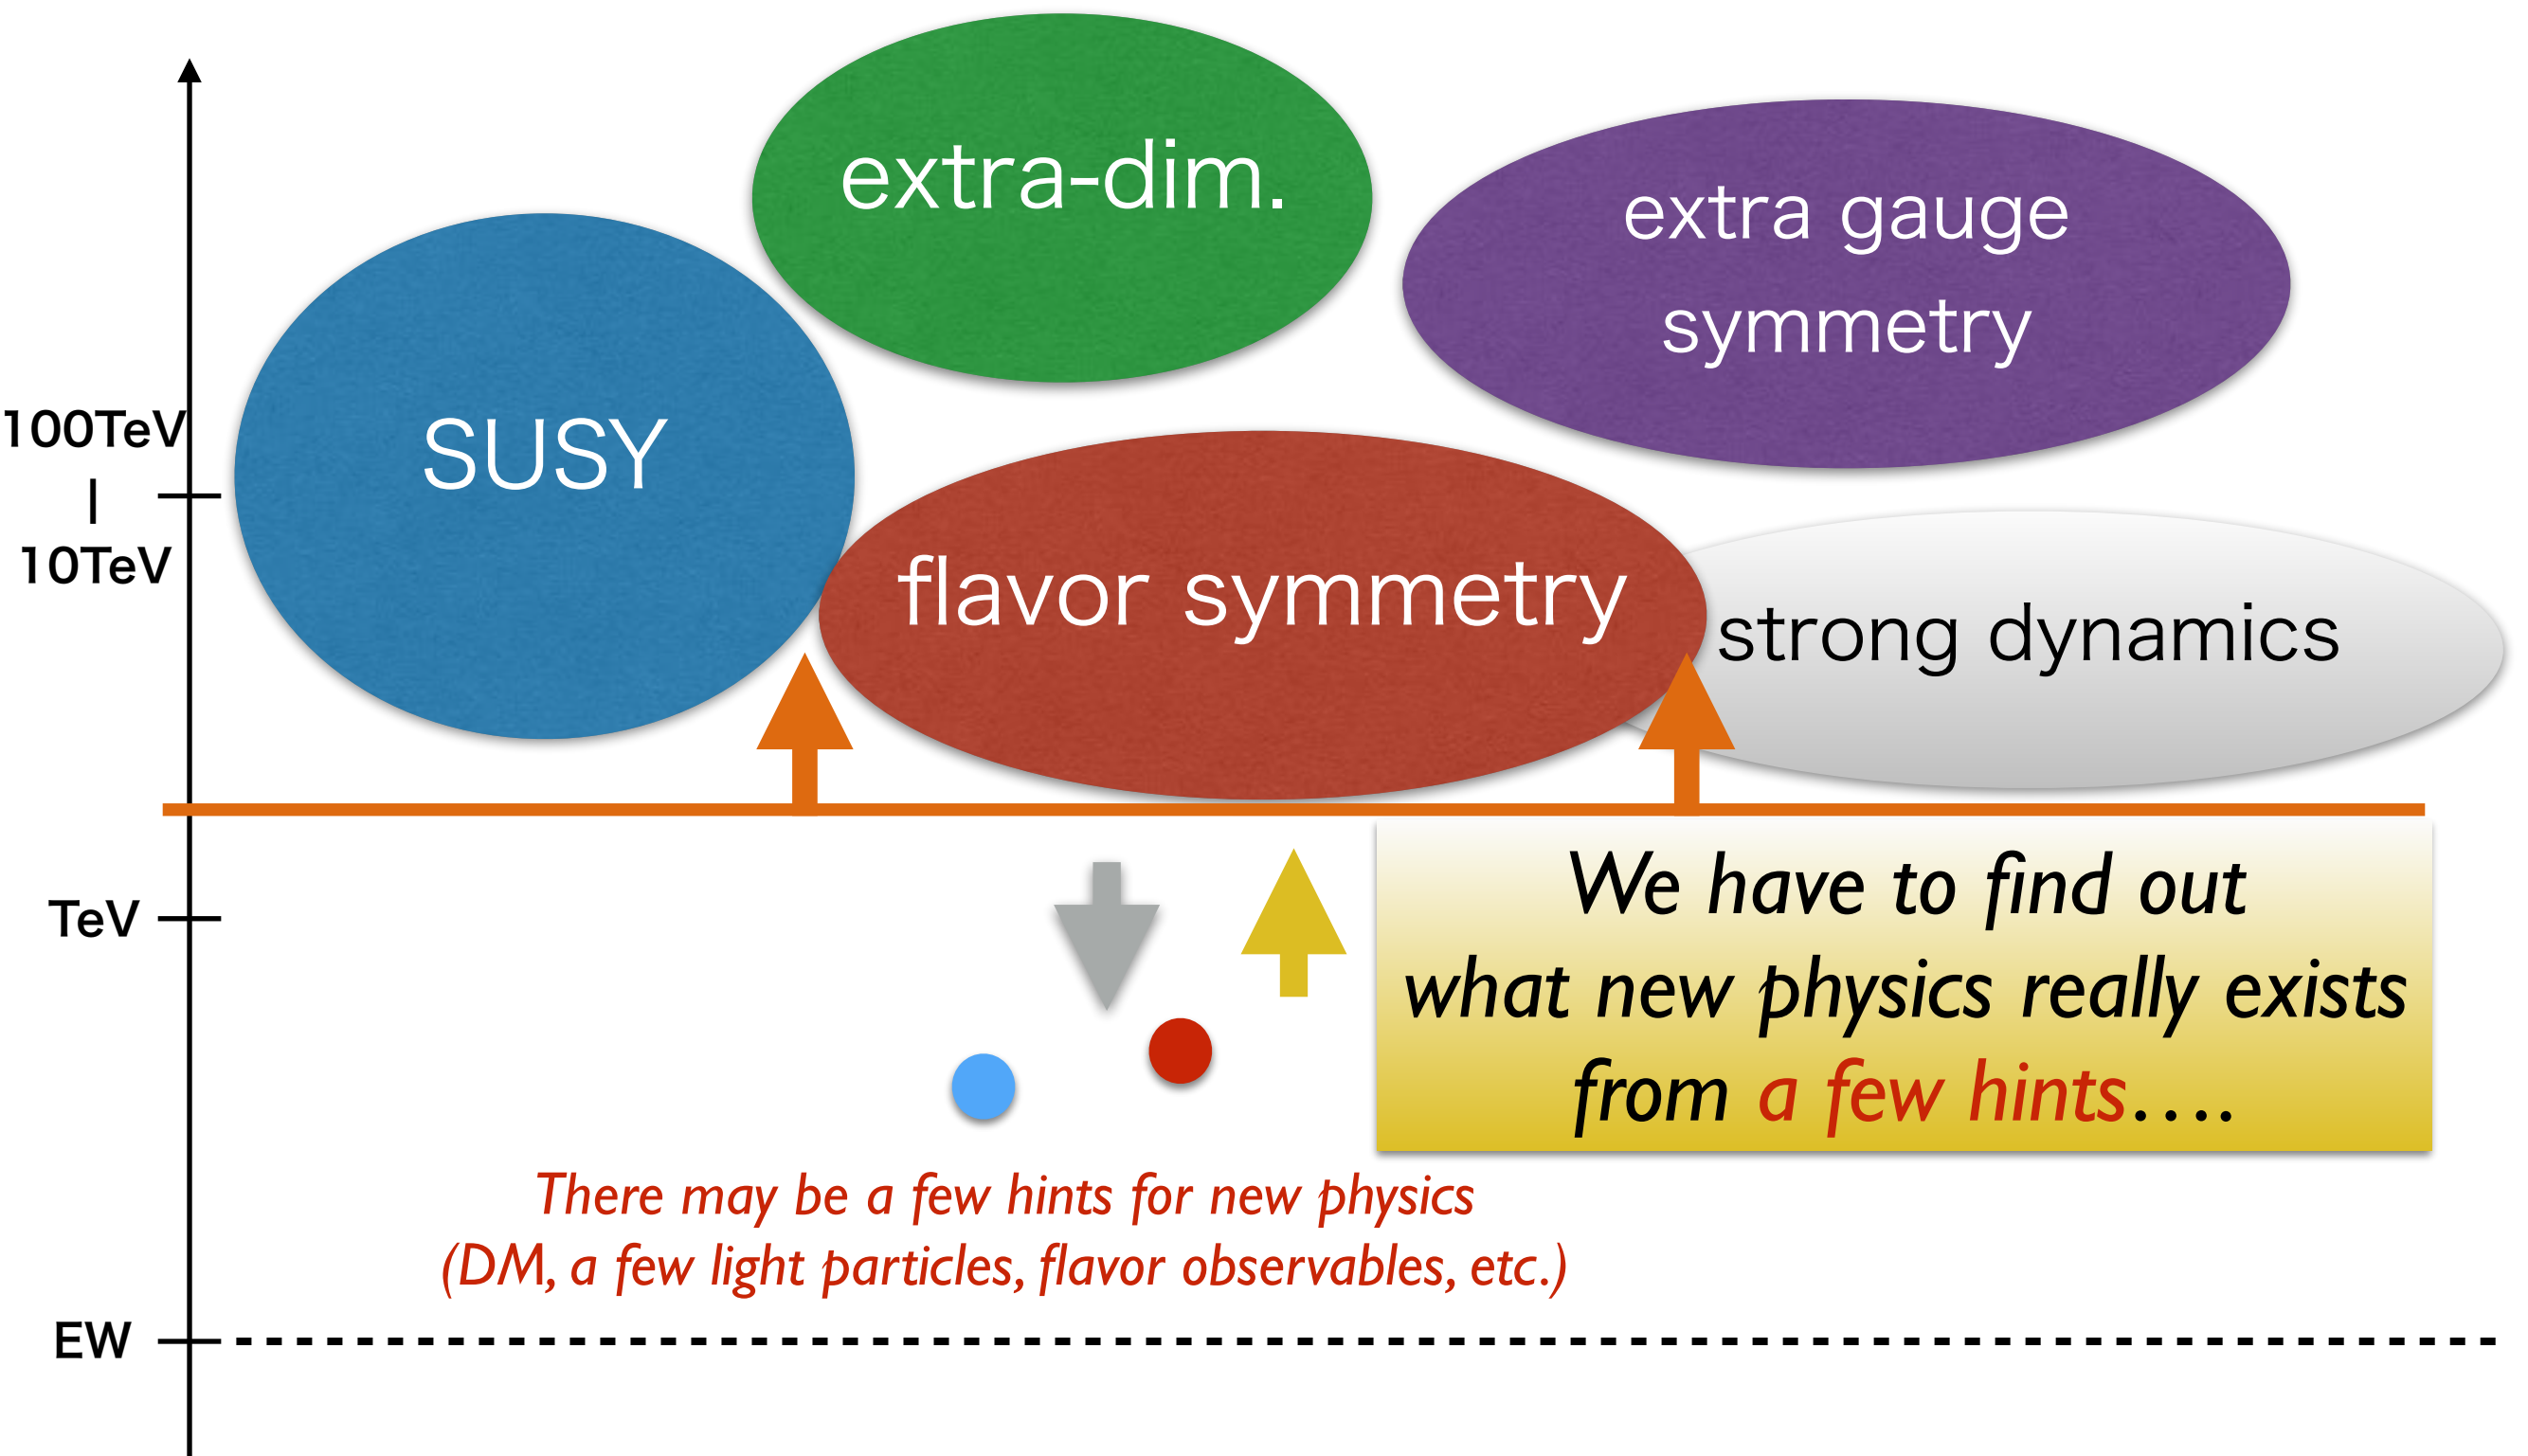 extra-dim.
extra gauge
symmetry
SUSY
100TeV
|
10TeV
flavor symmetry
strong dynamics
TeV
We have to find out
what new physics really exists
from a few hints....
There may be a few hints for new physics
(DM, a few light particles, flavor observables, etc.)
EW